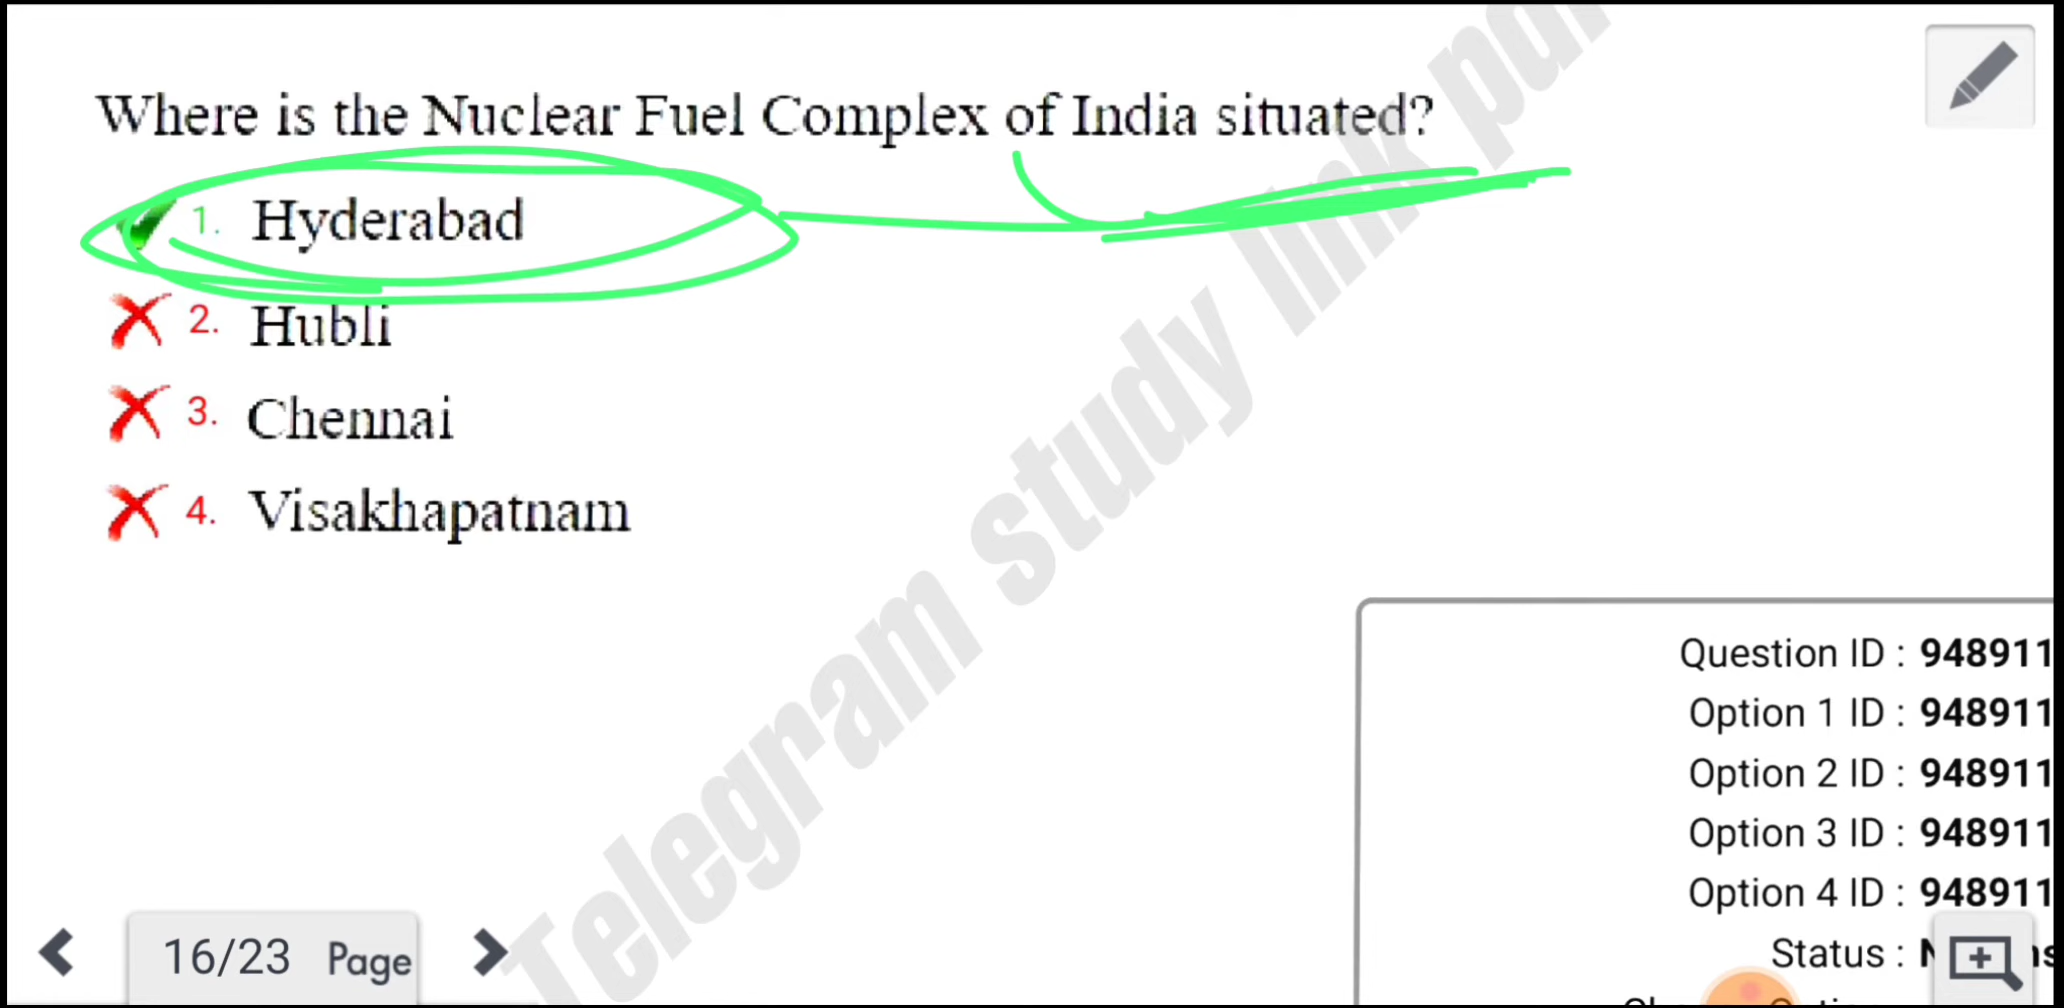 Where is the Nuclear Fuel Complex of India situated?
1. Hyderabad
2. Hubli
3. Chennai
4. Visakhapatnam
Telegram study link
Question ID : 948911
Option 1 ID : 948911
Option 2 ID : 948911
Option 3 ID : 948911
Option 4 ID : 948911
Status :
16/23 Page